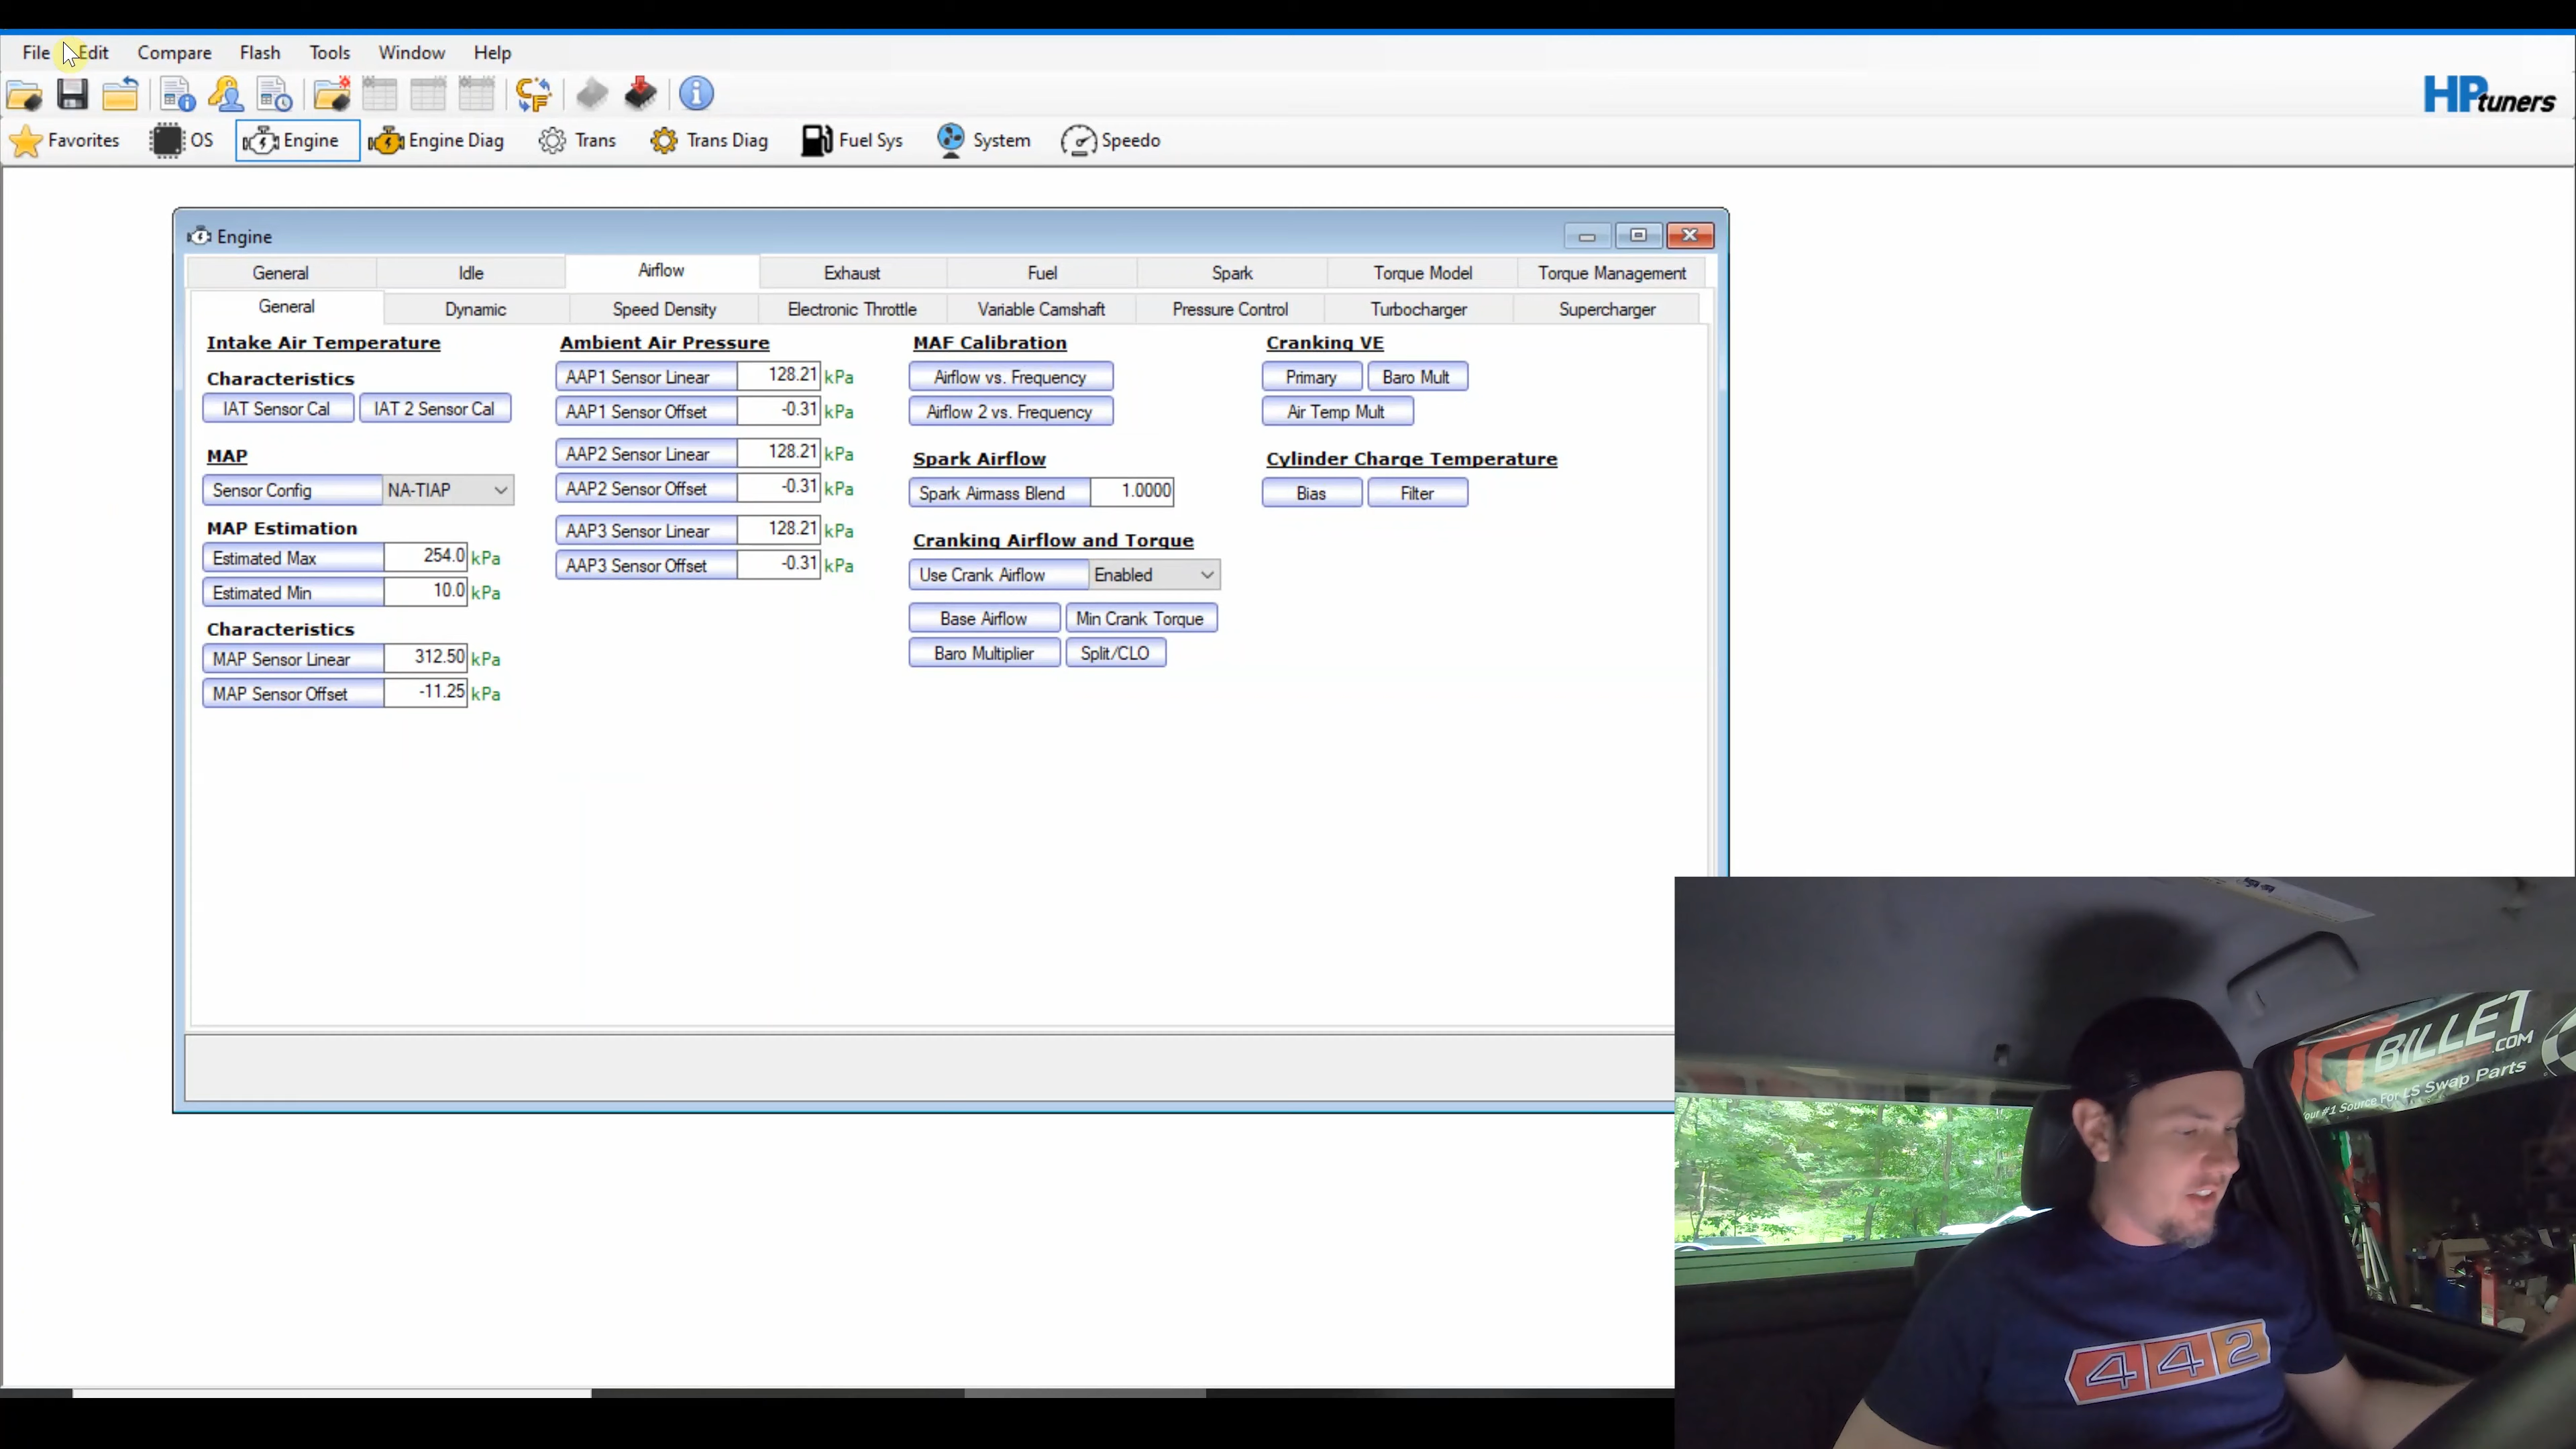 File Edit Compare Flash Tools Window Help
HPtuners
Favorites OS Engine Engine Diag Trans Trans Diag Fuel Sys System Speedo
Engine
General Idle Airflow Exhaust Fuel Spark Torque Model Torque Management
General Dynamic Speed Density Electronic Throttle Variable Camshaft Pressure Control Turbocharger Supercharger
Intake Air Temperature
Characteristics
IAT Sensor Cal IAT 2 Sensor Cal
MAP
Sensor Config NA-TIAP
MAP Estimation
Estimated Max 254.0 kPa
Estimated Min 10.0 kPa
Characteristics
MAP Sensor Linear 312.50 kPa
MAP Sensor Offset -11.25 kPa
Ambient Air Pressure
AAP1 Sensor Linear 128.21 kPa
AAP1 Sensor Offset -0.31 kPa
AAP2 Sensor Linear 128.21 kPa
AAP2 Sensor Offset -0.31 kPa
AAP3 Sensor Linear 128.21 kPa
AAP3 Sensor Offset -0.31 kPa
MAF Calibration
Airflow vs. Frequency
Airflow 2 vs. Frequency
Spark Airflow
Spark Airmass Blend 1.0000
Cranking Airflow and Torque
Use Crank Airflow Enabled
Base Airflow Min Crank Torque
Baro Multiplier Split/CLO
Cranking VE
Primary Baro Mult
Air Temp Mult
Cylinder Charge Temperature
Bias Filter
ICT BILLET.COM
Your #1 Source For LS Swap Parts
442